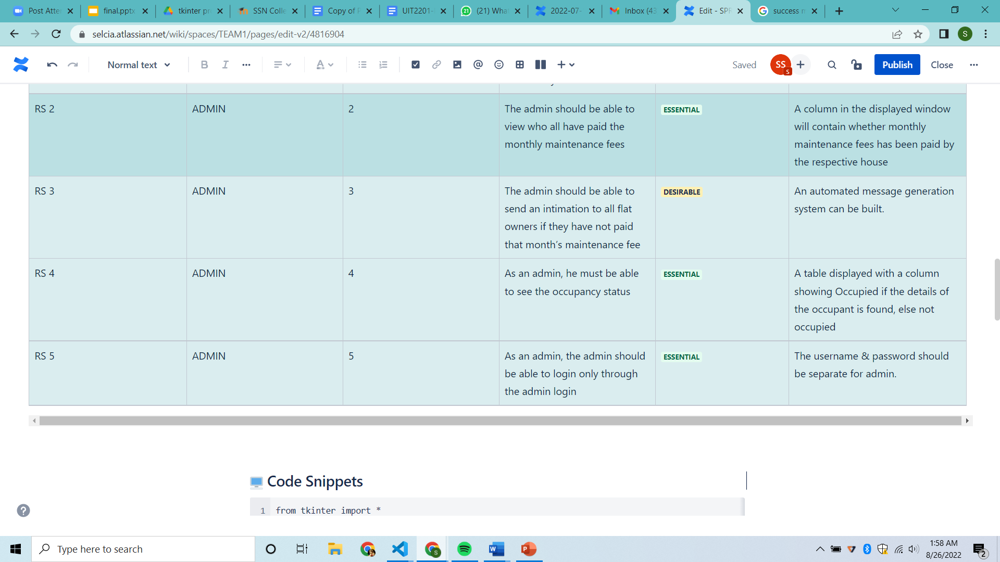 Post Atte
final.pptx
tkinter pr
SSN Colle
Copy of P
UIT2201-
(21) Wha
2022-07-
Inbox (43
Edit - SPR
success m
selcia.atlassian.net/wiki/spaces/TEAM1/pages/edit-v2/4816904
S
Normal text
B
I
A
Saved
SS
S
Publish
Close
RS 2
ADMIN
2
The admin should be able to
view who all have paid the
monthly maintenance fees
ESSENTIAL
A column in the displayed window
will contain whether monthly
maintenance fees has been paid by
the respective house
RS 3
ADMIN
3
The admin should be able to
send an intimation to all flat
owners if they have not paid
that month’s maintenance fee
DESIRABLE
An automated message generation
system can be built.
RS 4
ADMIN
4
As an admin, he must be able
to see the occupancy status
ESSENTIAL
A table displayed with a column
showing Occupied if the details of
the occupant is found, else not
occupied
RS 5
ADMIN
5
As an admin, the admin should
be able to login only through
the admin login
ESSENTIAL
The username & password should
be separate for admin.
Code Snippets
1 from tkinter import *
Type here to search
1:58 AM
8/26/2022
2